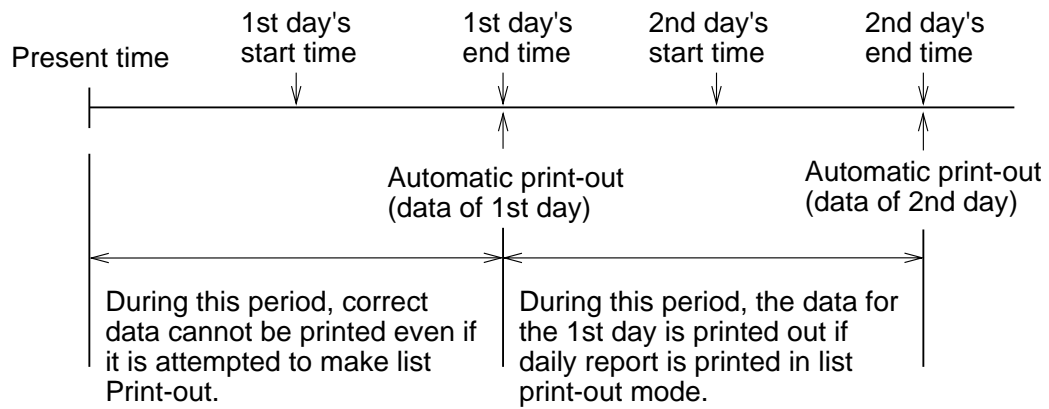 Present time
1st day's
start time
1st day's
end time
2nd day's
start time
2nd day's
end time
Automatic print-out
(data of 1st day)
Automatic print-out
(data of 2nd day)
During this period, correct
data cannot be printed even if
it is attempted to make list
Print-out.
During this period, the data for
the 1st day is printed out if
daily report is printed in list
print-out mode.